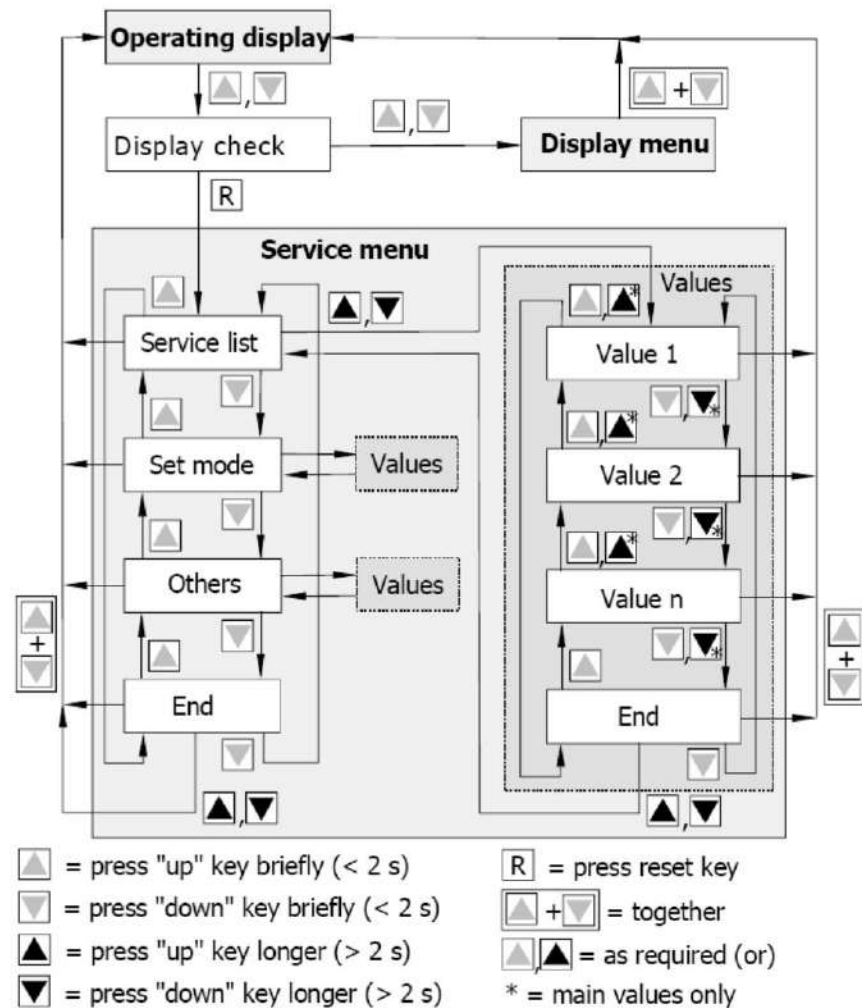 Operating display
,
,
+
Display check
Display menu
R
Service menu
Values
,
,*
Service list
Value 1
,*
,*
Set mode
Values
Value 2
,*
,*
Others
Values
Value n
+
,*
+
End
End
,
,
= press "up" key briefly (< 2 s)
R = press reset key
= press "down" key briefly (< 2 s)
+ = together
= press "up" key longer (> 2 s)
, = as required (or)
= press "down" key longer (> 2 s)
* = main values only